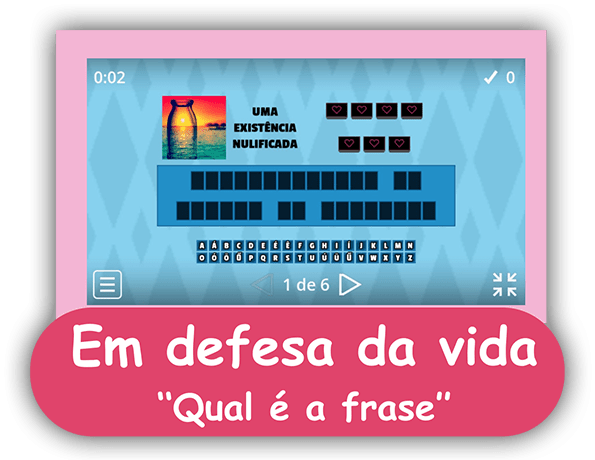 0:02
✓ 0
UMA
EXISTÊNCIA
NULIFICADA
A Á B C D E É Ê F G H I Í J K L M N
O Ó Ö Ő P Q R S T U Ú Ü Ű V W X Y Z
1 de 6
Em defesa da vida
“Qual é a frase”